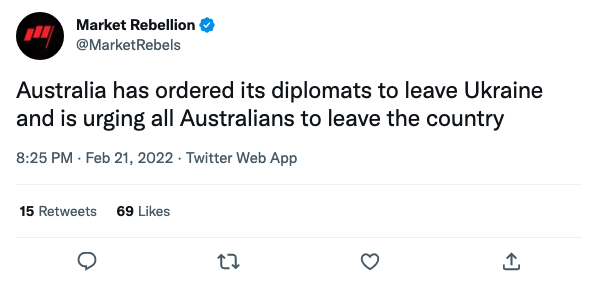 Market Rebellion
@MarketRebels
Australia has ordered its diplomats to leave Ukraine
and is urging all Australians to leave the country
8:25 PM · Feb 21, 2022 · Twitter Web App
15 Retweets 69 Likes